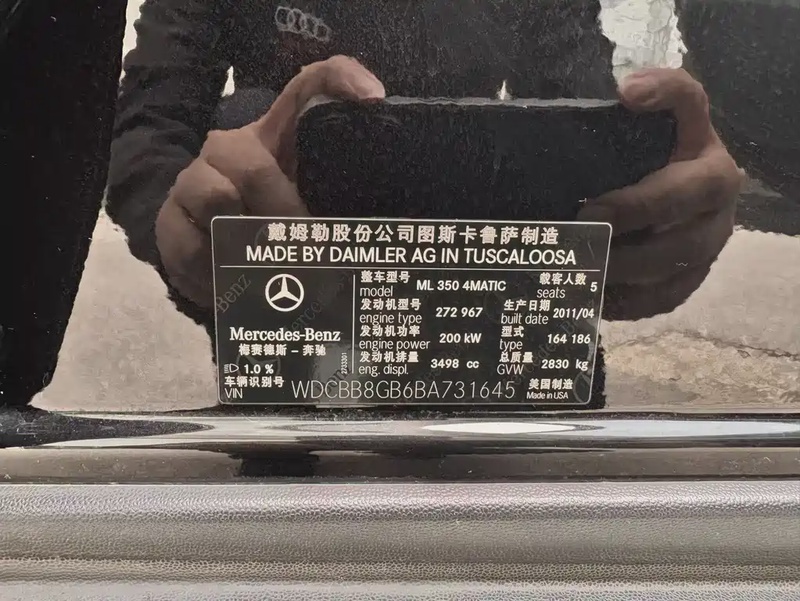 戴姆勒股份公司图斯卡鲁萨制造
MADE BY DAIMLER AG IN TUSCALOOSA
Mercedes-Benz
梅赛德斯－奔驰
整车型号 ML 350 4MATIC 载客人数 5
model seats
发动机型号 272 967 生产日期 2011/04
engine type built date
发动机功率 200 kW 型式 164 186
engine power type
发动机排量 3498 cc 总质量 2830 kg
eng. displ. GVW
1.0 %
车辆识别号 WDCBB8GB6BA731645 美国制造
VIN Made in USA